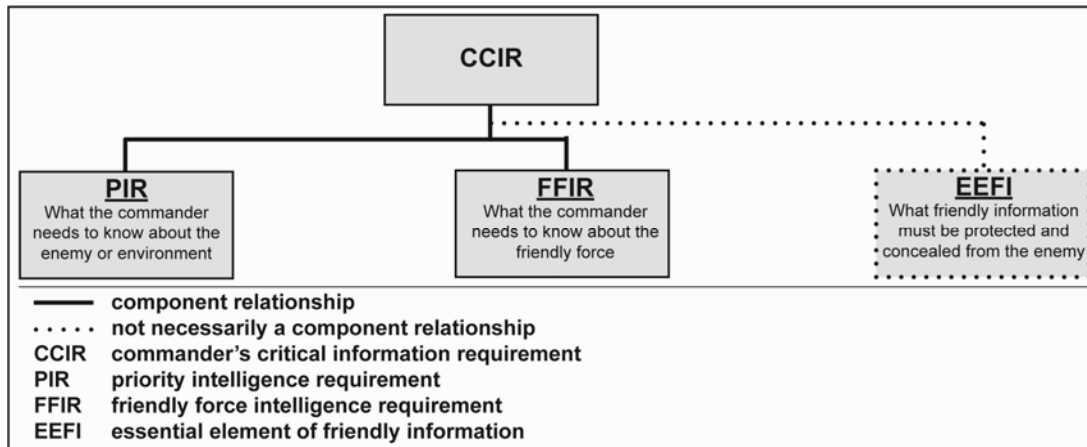 CCIR
PIR
What the commander
needs to know about the
enemy or environment
FFIR
What the commander
needs to know about the
friendly force
EEFI
What friendly information
must be protected and
concealed from the enemy
component relationship
not necessarily a component relationship
CCIR commander’s critical information requirement
PIR priority intelligence requirement
FFIR friendly force intelligence requirement
EEFI essential element of friendly information